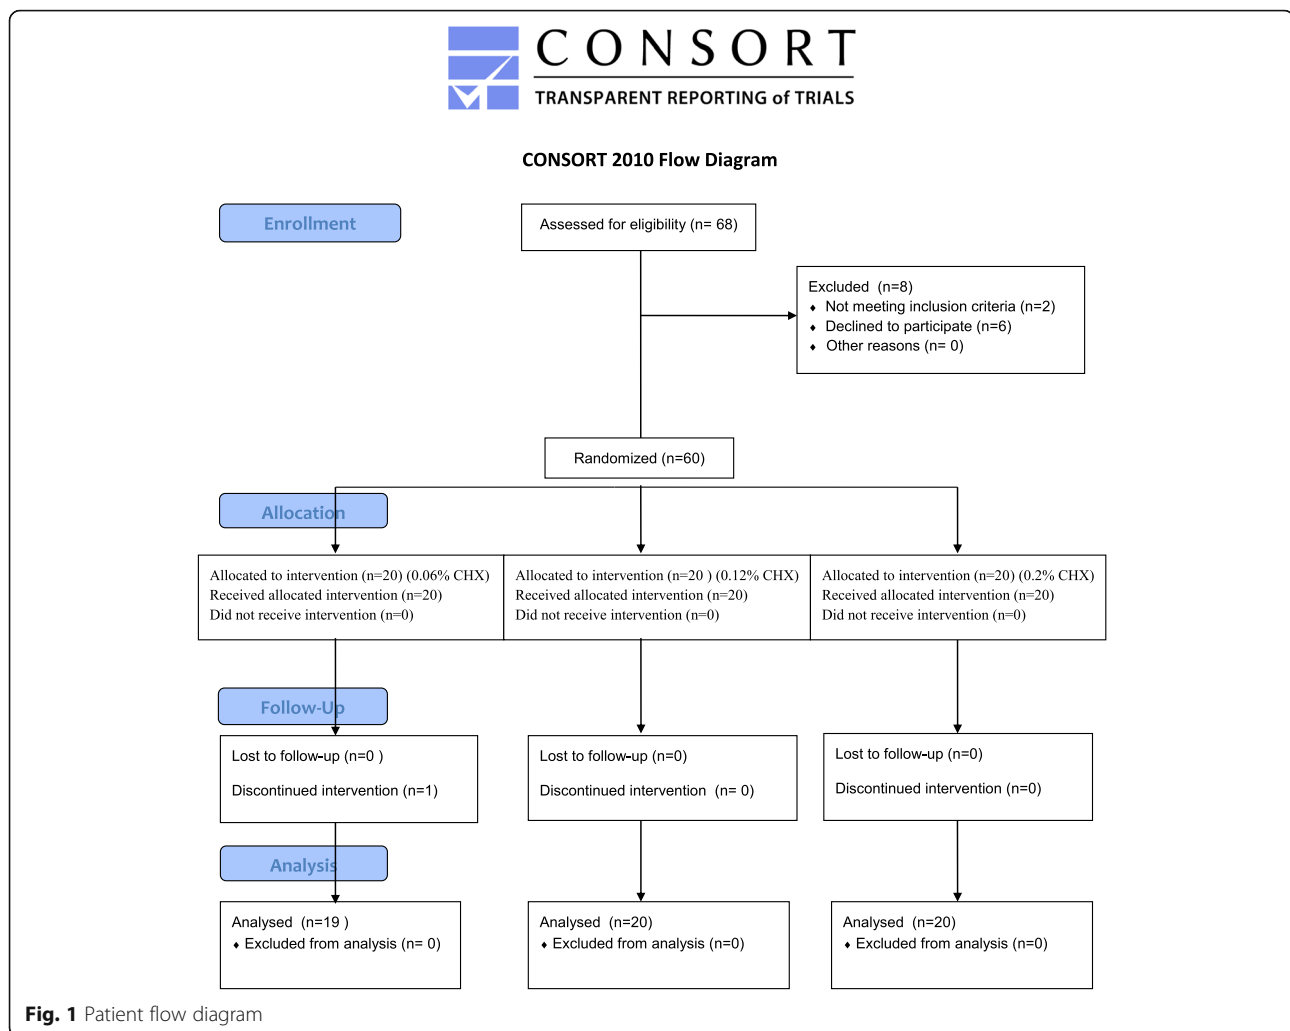 CONSORT
TRANSPARENT REPORTING of TRIALS
CONSORT 2010 Flow Diagram
Enrollment
Assessed for eligibility (n= 68)
Excluded (n=8)
♦ Not meeting inclusion criteria (n=2)
♦ Declined to participate (n=6)
♦ Other reasons (n= 0)
Randomized (n=60)
Allocation
Allocated to intervention (n=20) (0.06% CHX)
Received allocated intervention (n=20)
Did not receive intervention (n=0)
Allocated to intervention (n=20 ) (0.12% CHX)
Received allocated intervention (n=20)
Did not receive intervention (n=0)
Allocated to intervention (n=20) (0.2% CHX)
Received allocated intervention (n=20)
Did not receive intervention (n=0)
Follow-Up
Lost to follow-up (n=0 )
Discontinued intervention (n=1)
Lost to follow-up (n=0)
Discontinued intervention (n= 0)
Lost to follow-up (n=0)
Discontinued intervention (n=0)
Analysis
Analysed (n=19 )
♦ Excluded from analysis (n= 0)
Analysed (n=20)
♦ Excluded from analysis (n=0)
Analysed (n=20)
♦ Excluded from analysis (n=0)
Fig. 1 Patient flow diagram